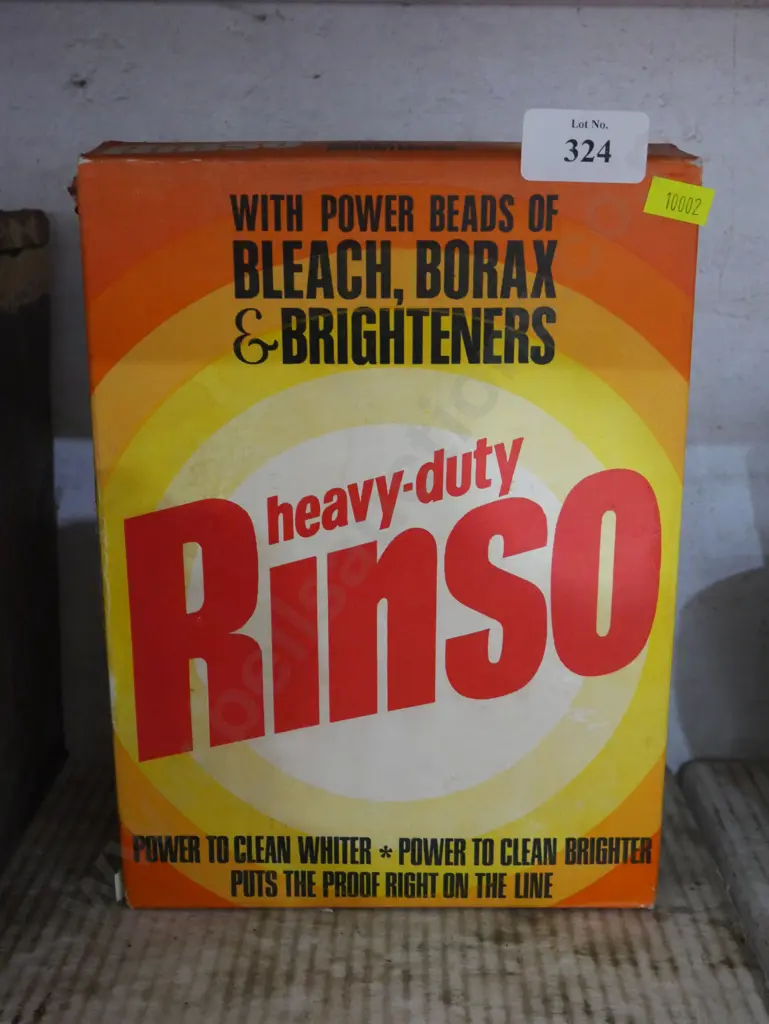 Lot No.
324
10002
WITH POWER BEADS OF
BLEACH, BORAX
& BRIGHTENERS
heavy-duty
RINSO
POWER TO CLEAN WHITER * POWER TO CLEAN BRIGHTER
PUTS THE PROOF RIGHT ON THE LINE